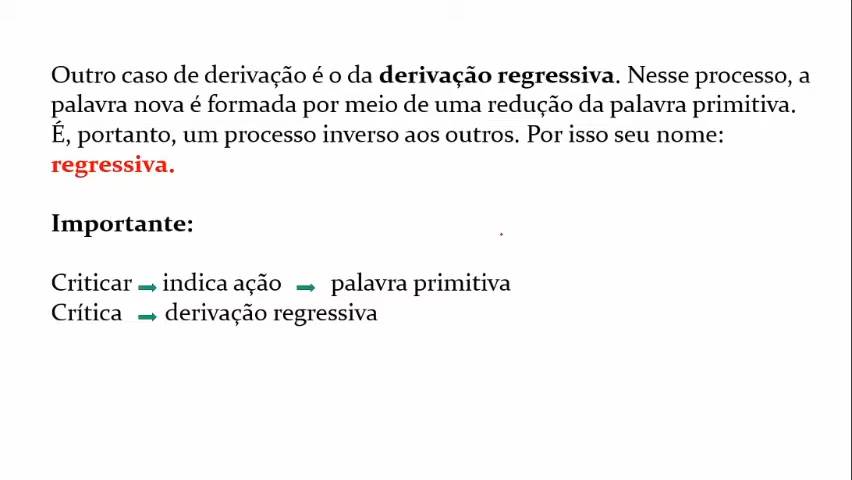 Outro caso de derivação é o da derivação regressiva. Nesse processo, a
palavra nova é formada por meio de uma redução da palavra primitiva.
É, portanto, um processo inverso aos outros. Por isso seu nome:
regressiva.
Importante:
Criticar indica ação palavra primitiva
Crítica derivação regressiva